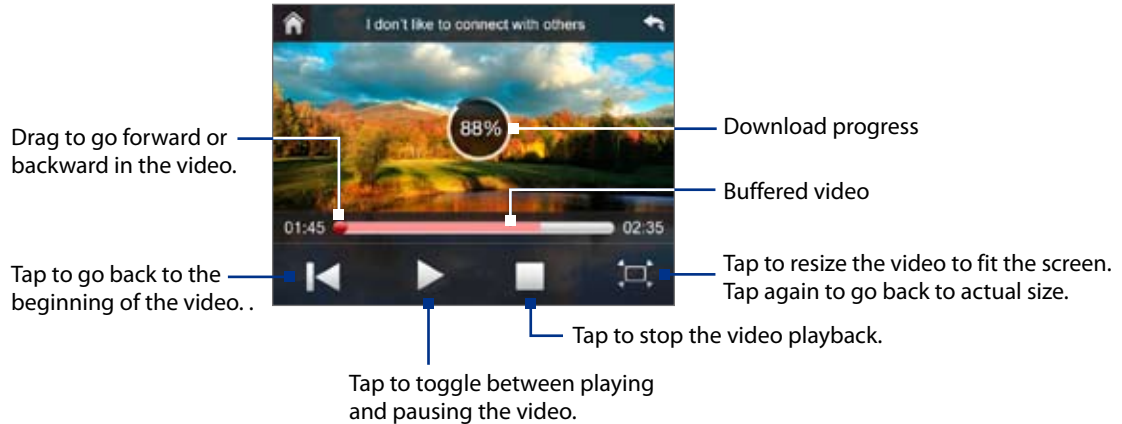 I don't like to connect with others
88%
Drag to go forward or
backward in the video.
Download progress
Buffered video
01:45
02:35
Tap to go back to the
beginning of the video. .
Tap to resize the video to fit the screen.
Tap again to go back to actual size.
Tap to stop the video playback.
Tap to toggle between playing
and pausing the video.